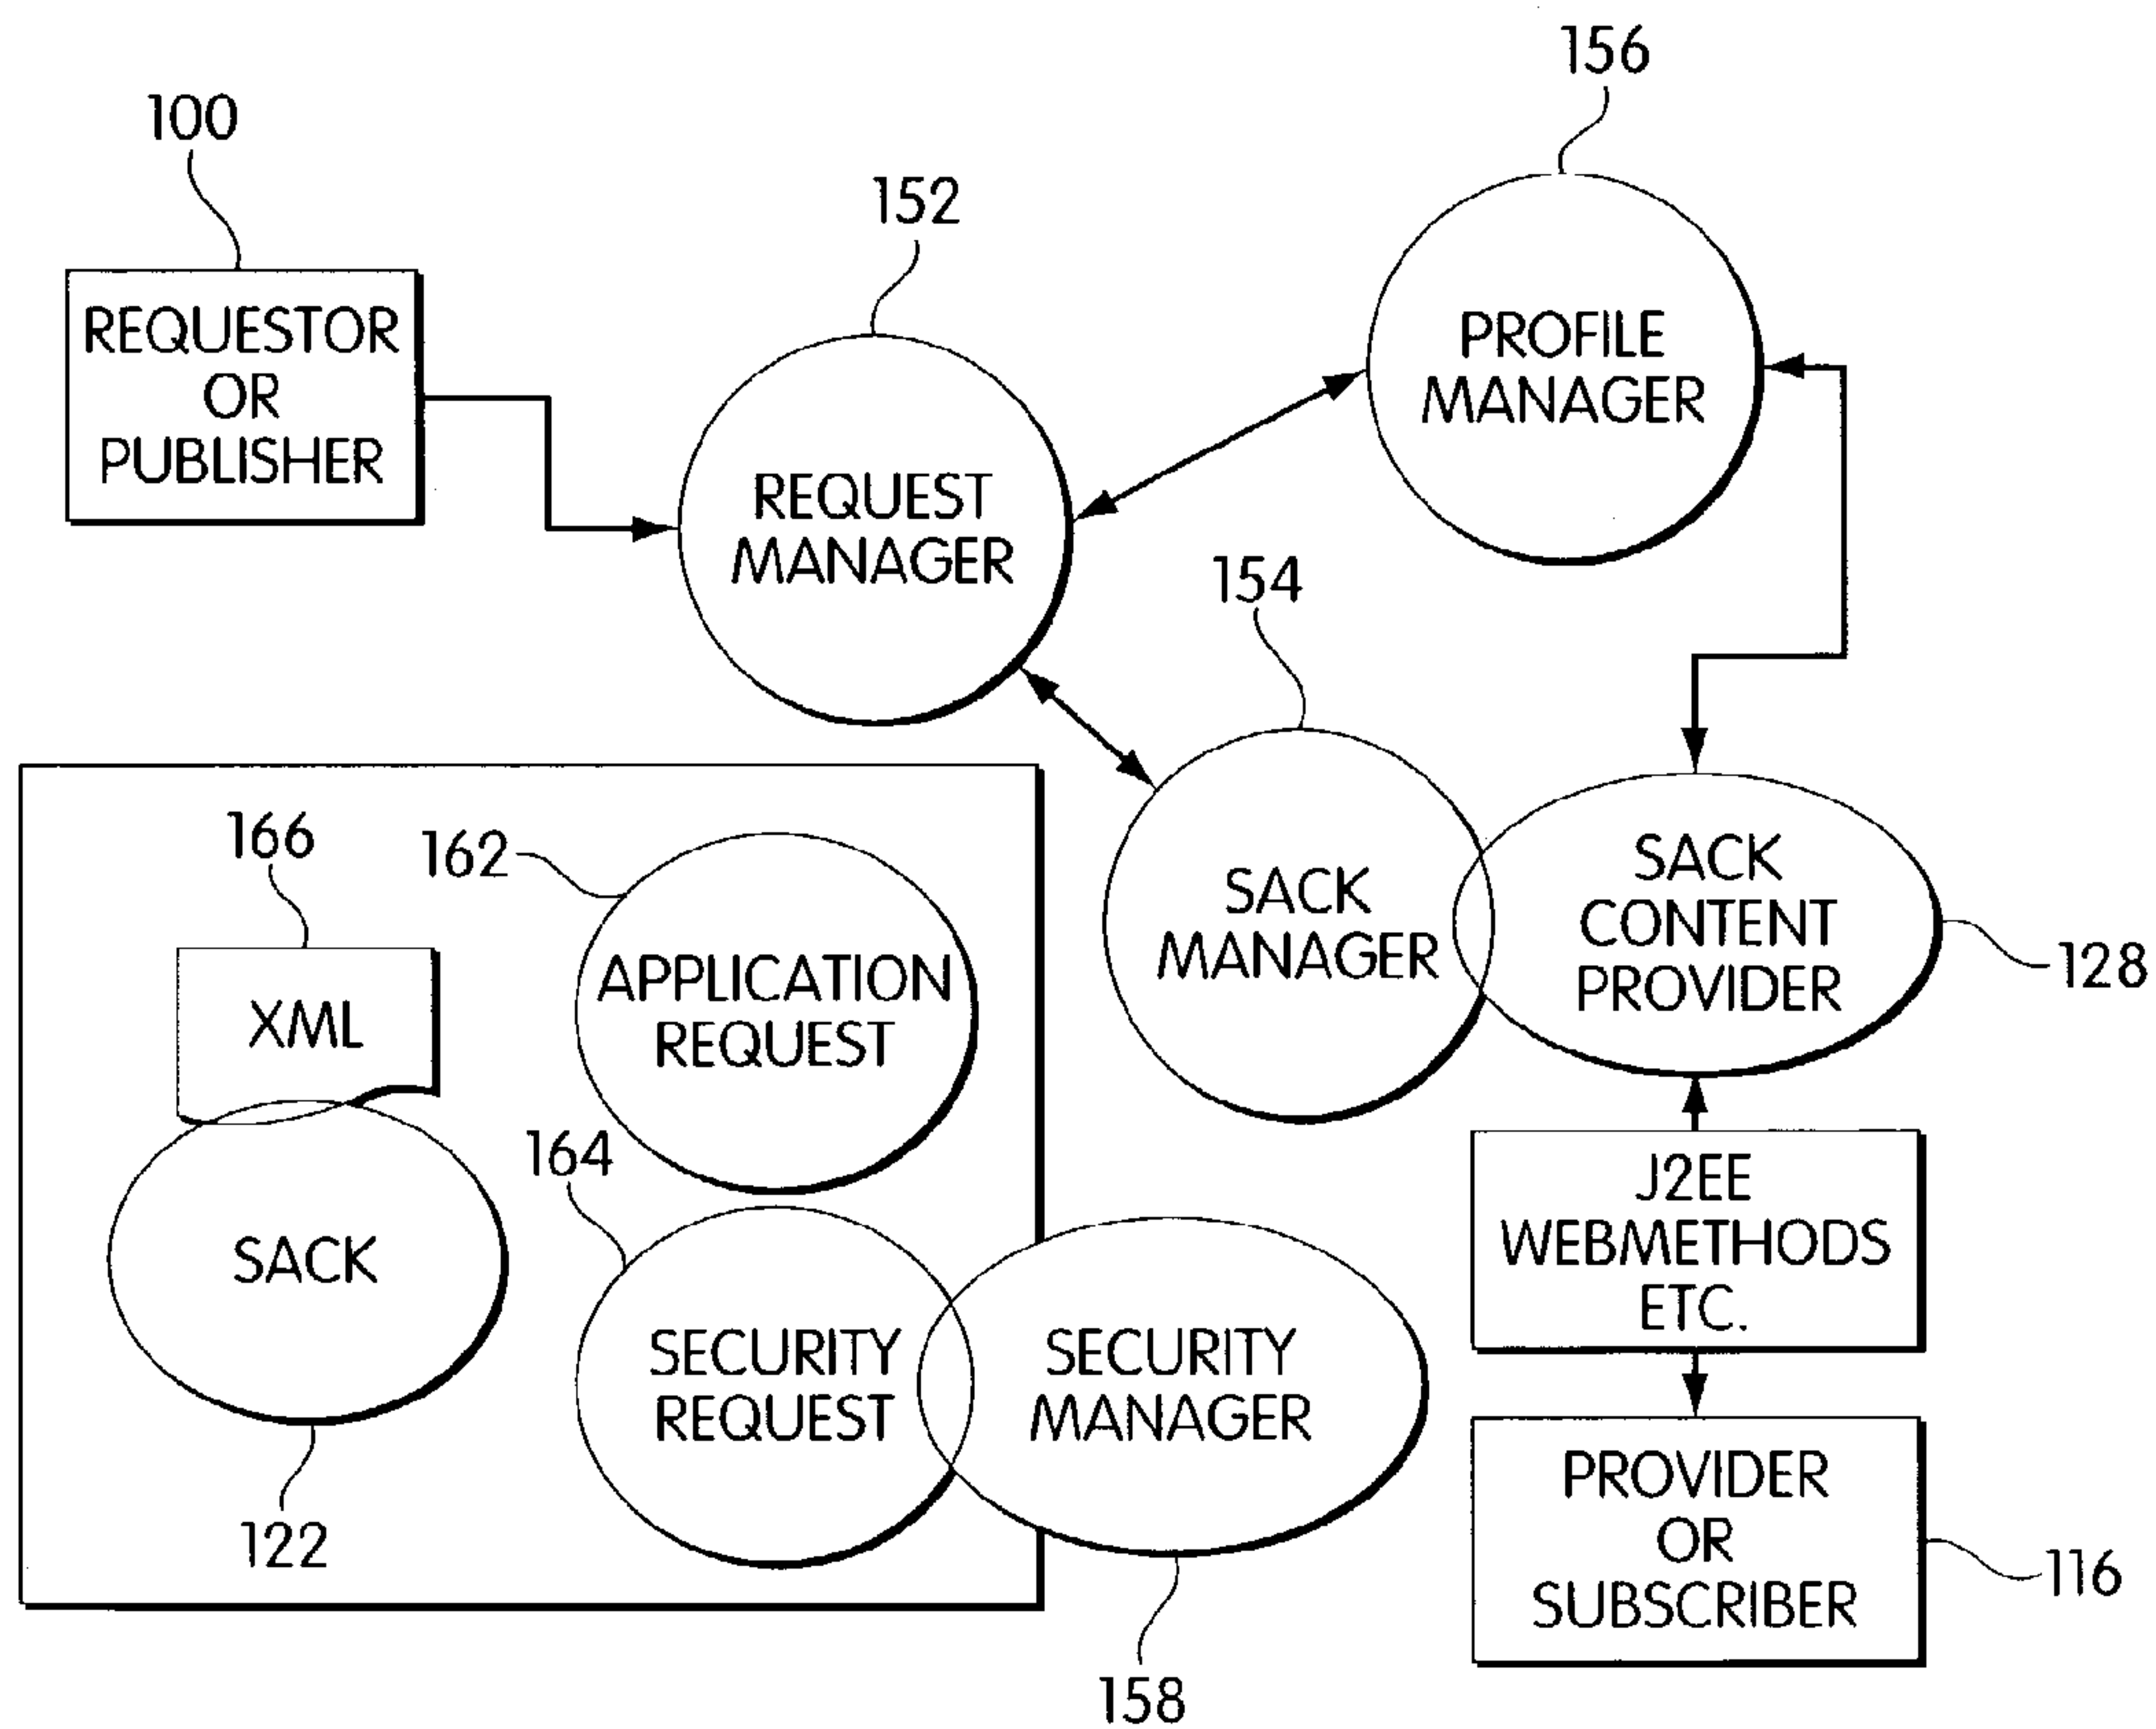 156
100
152
REQUESTOR
OR
PUBLISHER
PROFILE
MANAGER
REQUEST
MANAGER
154
166
162
SACK
MANAGER
SACK
CONTENT
PROVIDER
128
APPLICATION
REQUEST
XML
164
J2EE
WEBMETHODS
ETC.
SACK
SECURITY
REQUEST
SECURITY
MANAGER
PROVIDER
OR
SUBSCRIBER
122
116
158